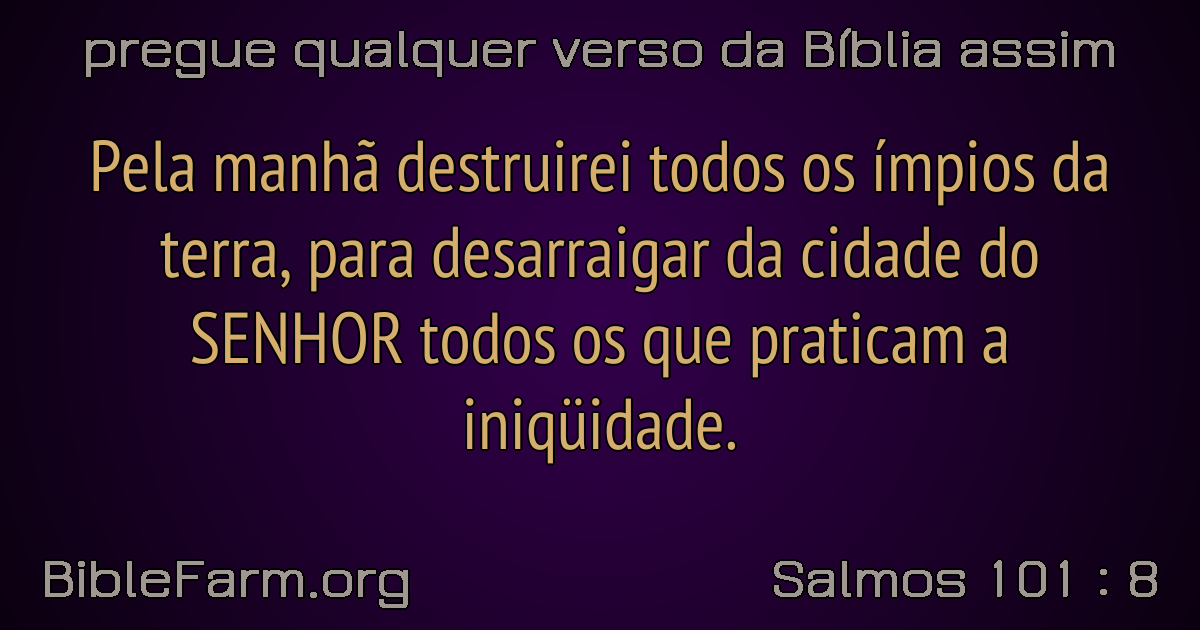 pregue qualquer verso da Bíblia assim
Pela manhã destruirei todos os ímpios da
terra, para desarraigar da cidade do
SENHOR todos os que praticam a
iniqüidade.
BibleFarm.org
Salmos 101 : 8